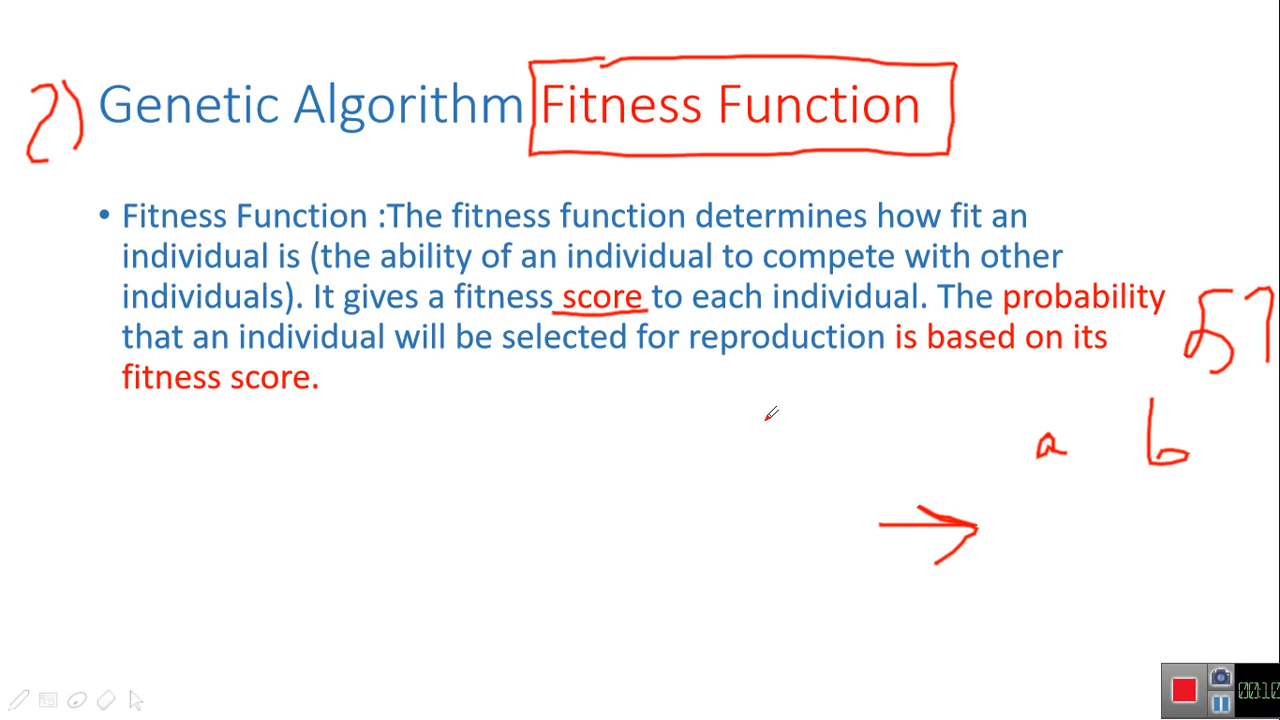 2) Genetic Algorithm Fitness Function
• Fitness Function :The fitness function determines how fit an
individual is (the ability of an individual to compete with other
individuals). It gives a fitness score to each individual. The probability
that an individual will be selected for reproduction is based on its
fitness score.
a b